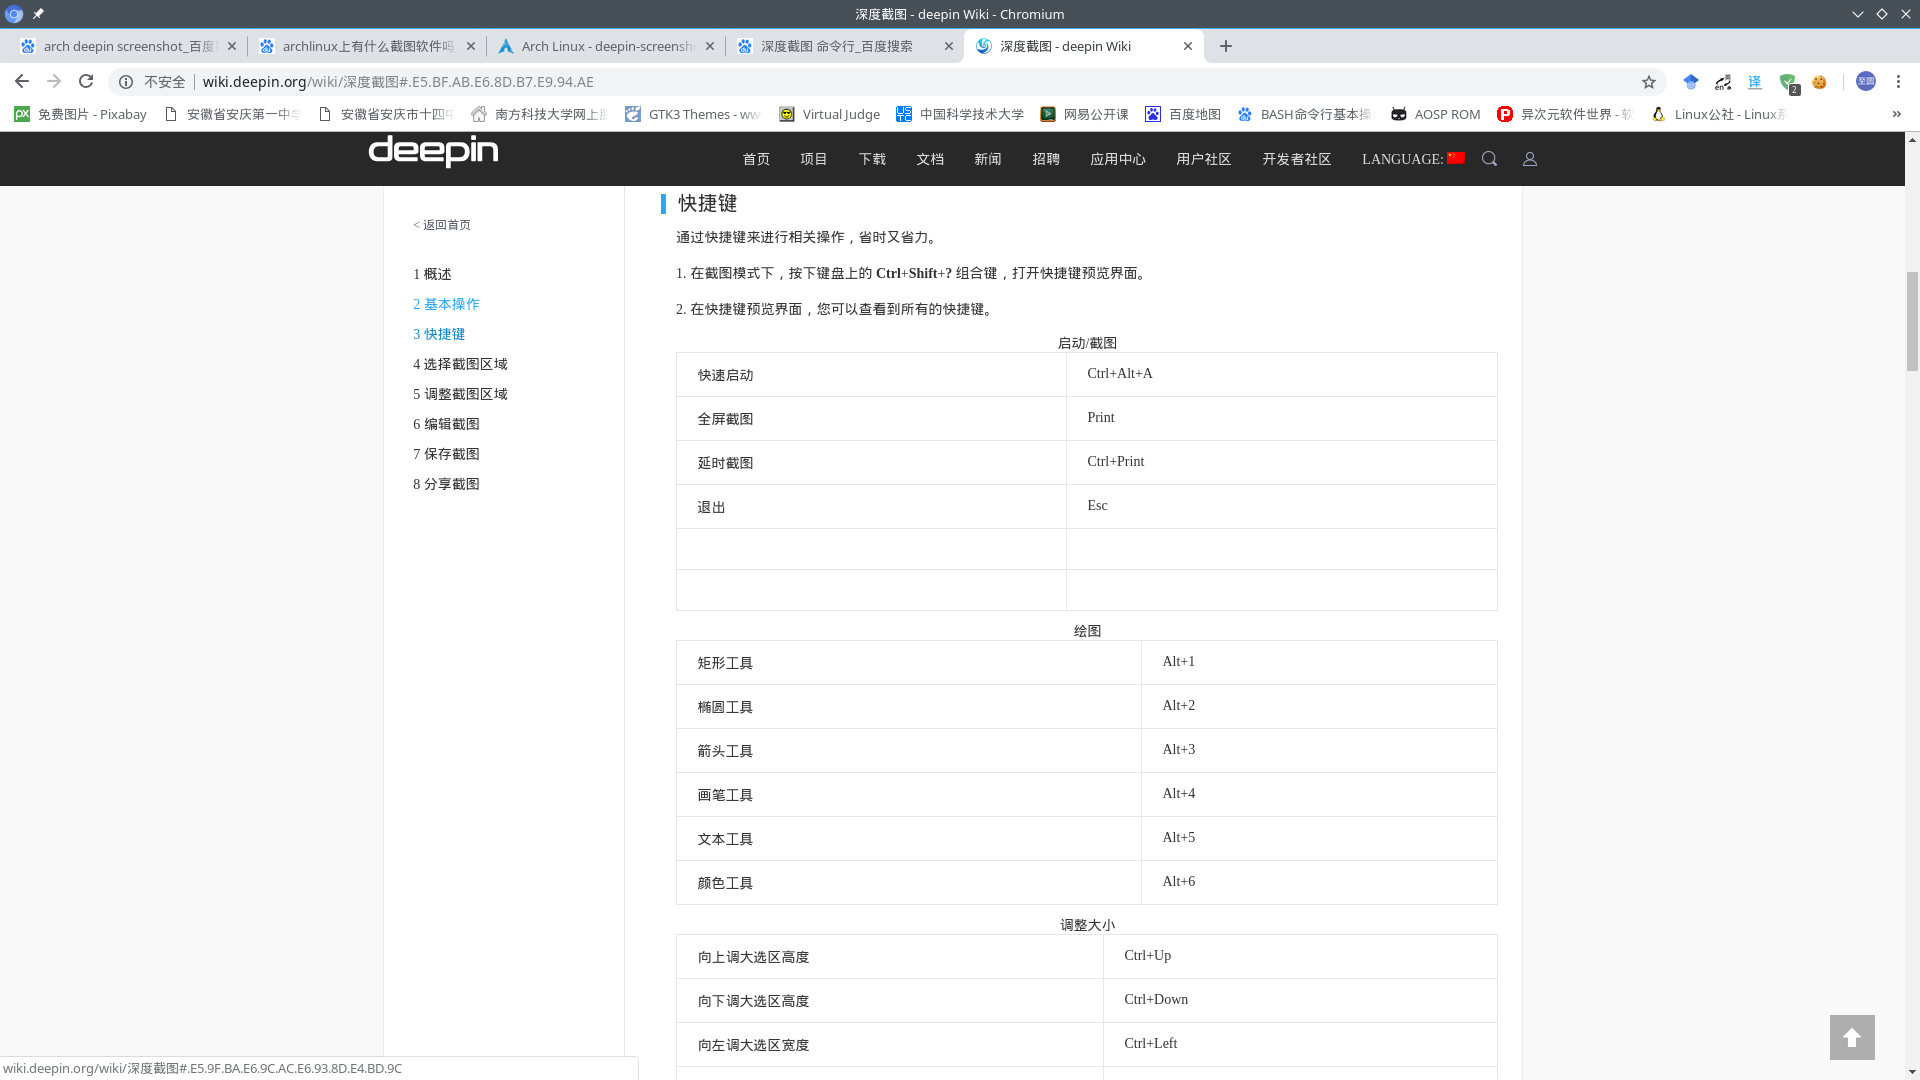 深度截图 - deepin Wiki - Chromium
arch deepin screenshot_百度
archlinux上有什么截图软件吗
Arch Linux - deepin-screensh
深度截图 命令行_百度搜索
深度截图 - deepin Wiki
不安全 wiki.deepin.org/wiki/深度截图#.E5.BF.AB.E6.8D.B7.E9.94.AE
译 2 至圆
免费图片 - Pixabay
安徽省安庆第一中学
安徽省安庆市十四中
南方科技大学网上
GTK3 Themes - ww
Virtual Judge
中国科学技术大学
网易公开课
百度地图
BASH命令行基本操
AOSP ROM
异次元软件世界 - 软
Linux公社 - Linux系
»
deepin
首页 项目 下载 文档 新闻 招聘 应用中心 用户社区 开发者社区 LANGUAGE:
< 返回首页
1 概述
2 基本操作
3 快捷键
4 选择截图区域
5 调整截图区域
6 编辑截图
7 保存截图
8 分享截图
快捷键
通过快捷键来进行相关操作，省时又省力。
1. 在截图模式下，按下键盘上的 Ctrl+Shift+? 组合键，打开快捷键预览界面。
2. 在快捷键预览界面，您可以查看到所有的快捷键。
启动/截图
快速启动 Ctrl+Alt+A
全屏截图 Print
延时截图 Ctrl+Print
退出 Esc
绘图
矩形工具 Alt+1
椭圆工具 Alt+2
箭头工具 Alt+3
画笔工具 Alt+4
文本工具 Alt+5
颜色工具 Alt+6
调整大小
向上调大选区高度 Ctrl+Up
向下调大选区高度 Ctrl+Down
向左调大选区宽度 Ctrl+Left
wiki.deepin.org/wiki/深度截图#.E5.9F.BA.E6.9C.AC.E6.93.8D.E4.BD.9C